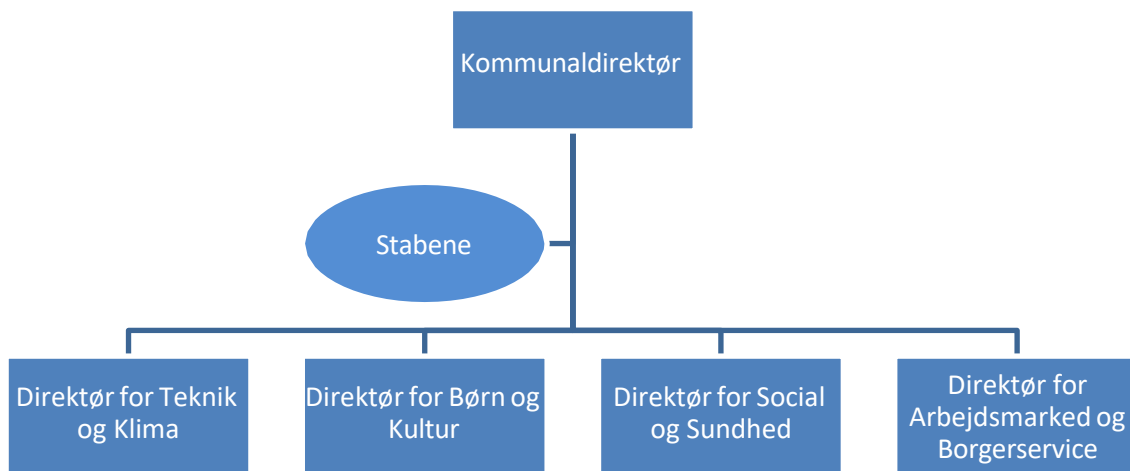 Kommunaldirektør
Stabene
Direktør for Teknik
og Klima
Direktør for Børn og
Kultur
Direktør for Social
og Sundhed
Direktør for
Arbejdsmarked og
Borgerservice